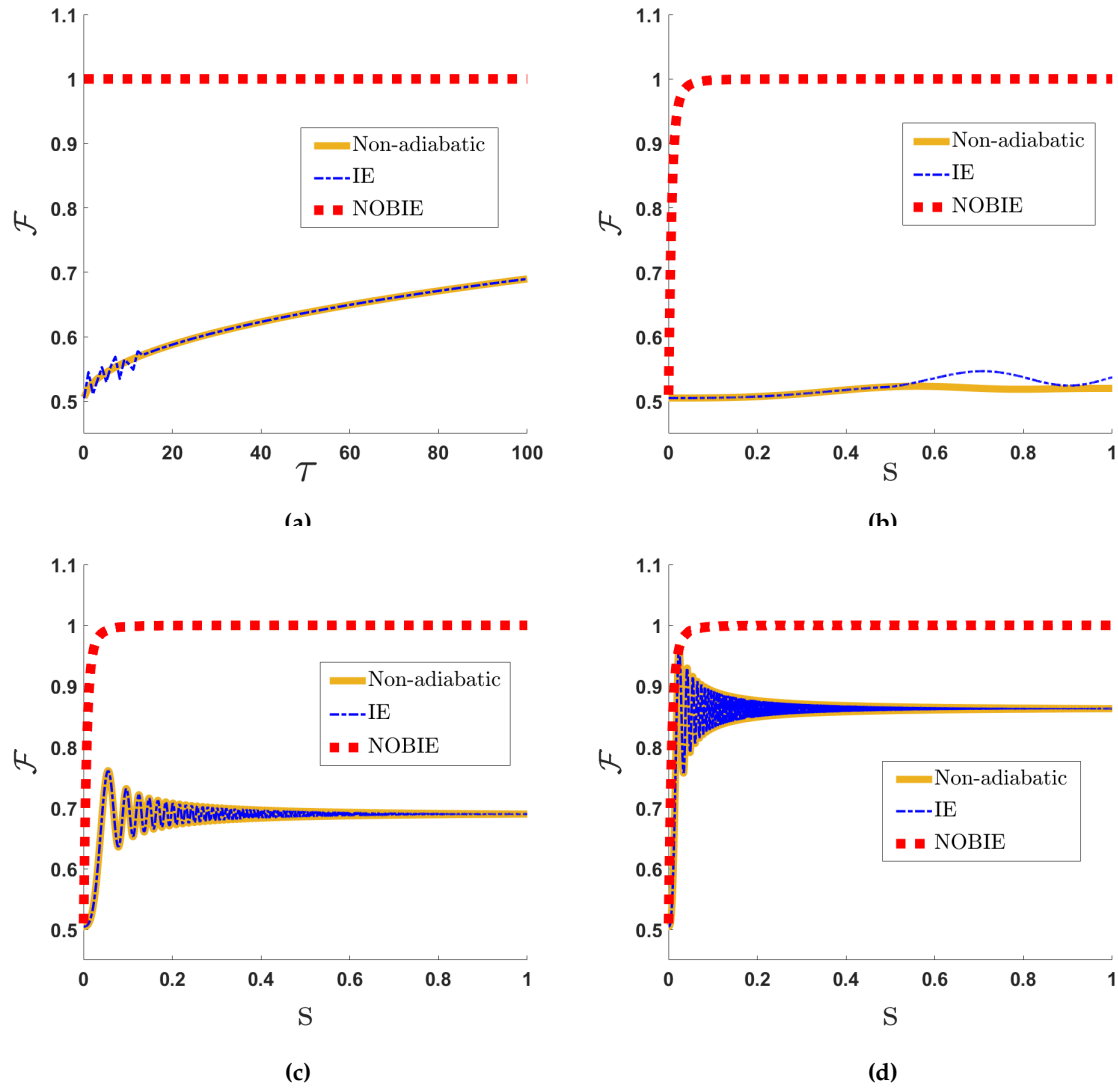 1.1
1
0.9
0.8
0.7
0.6
0.5
ℱ
Non-adiabatic
IE
NOBIE
0 20 40 60 80 100
τ
(a)
1.1
1
0.9
0.8
0.7
0.6
0.5
ℱ
Non-adiabatic
IE
NOBIE
0 0.2 0.4 0.6 0.8 1
s
(b)
1.1
1
0.9
0.8
0.7
0.6
0.5
ℱ
Non-adiabatic
IE
NOBIE
0 0.2 0.4 0.6 0.8 1
s
(c)
1.1
1
0.9
0.8
0.7
0.6
0.5
ℱ
Non-adiabatic
IE
NOBIE
0 0.2 0.4 0.6 0.8 1
s
(d)